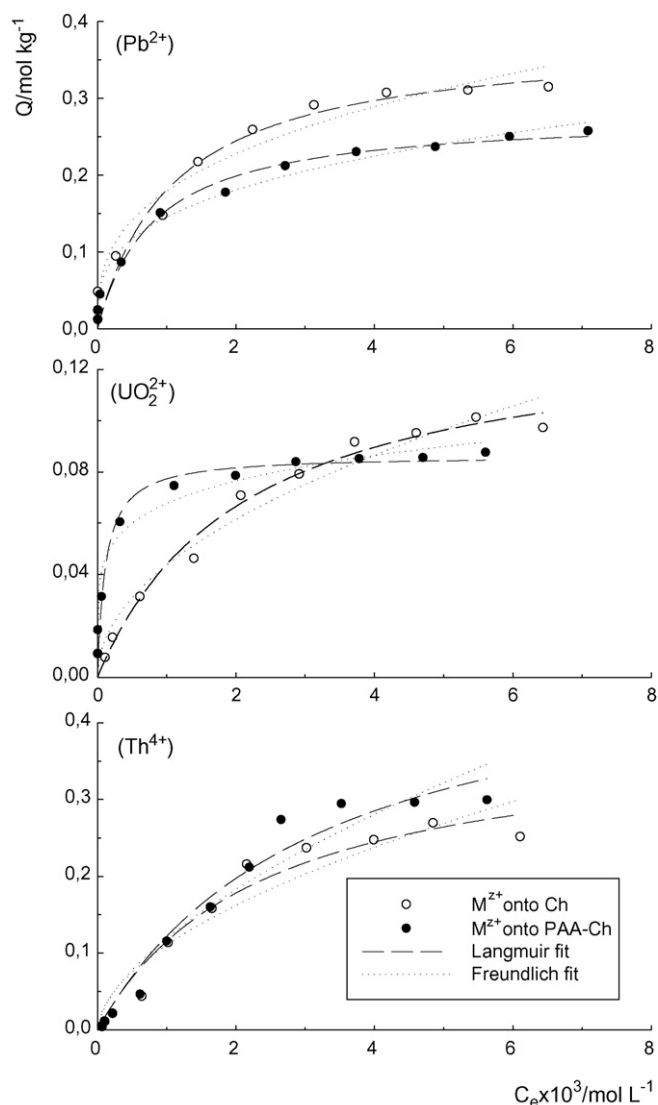 0,4
(Pb²⁺)
Q/mol kg⁻¹
0,3
0,2
0,1
0,0
0 2 4 6 8
0,12
(UO₂²⁺)
0,08
0,04
0,00
0 2 4 6 8
0,4
(Th⁴⁺)
0,3
0,2
0,1
0,0
M^z+ onto Ch
M^z+ onto PAA-Ch
Langmuir fit
Freundlich fit
0 2 4 6 8
Cₑx10³/mol L⁻¹